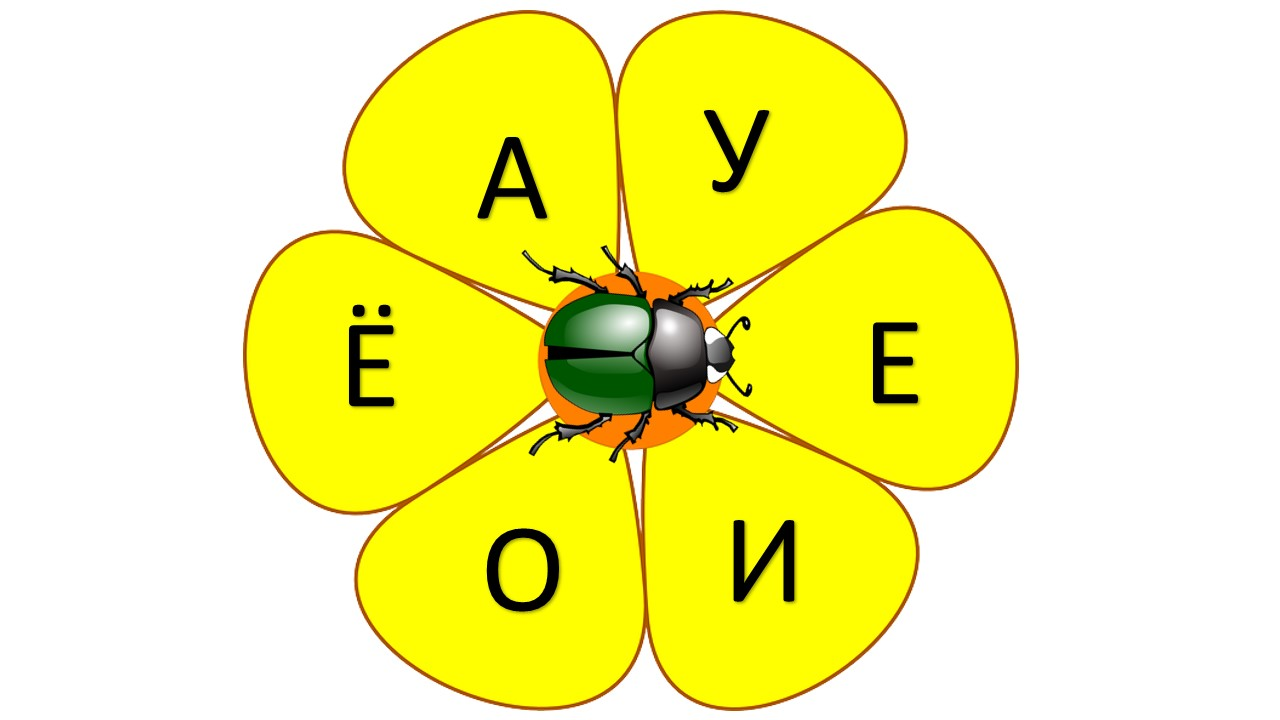 А У
Ё Е
О И